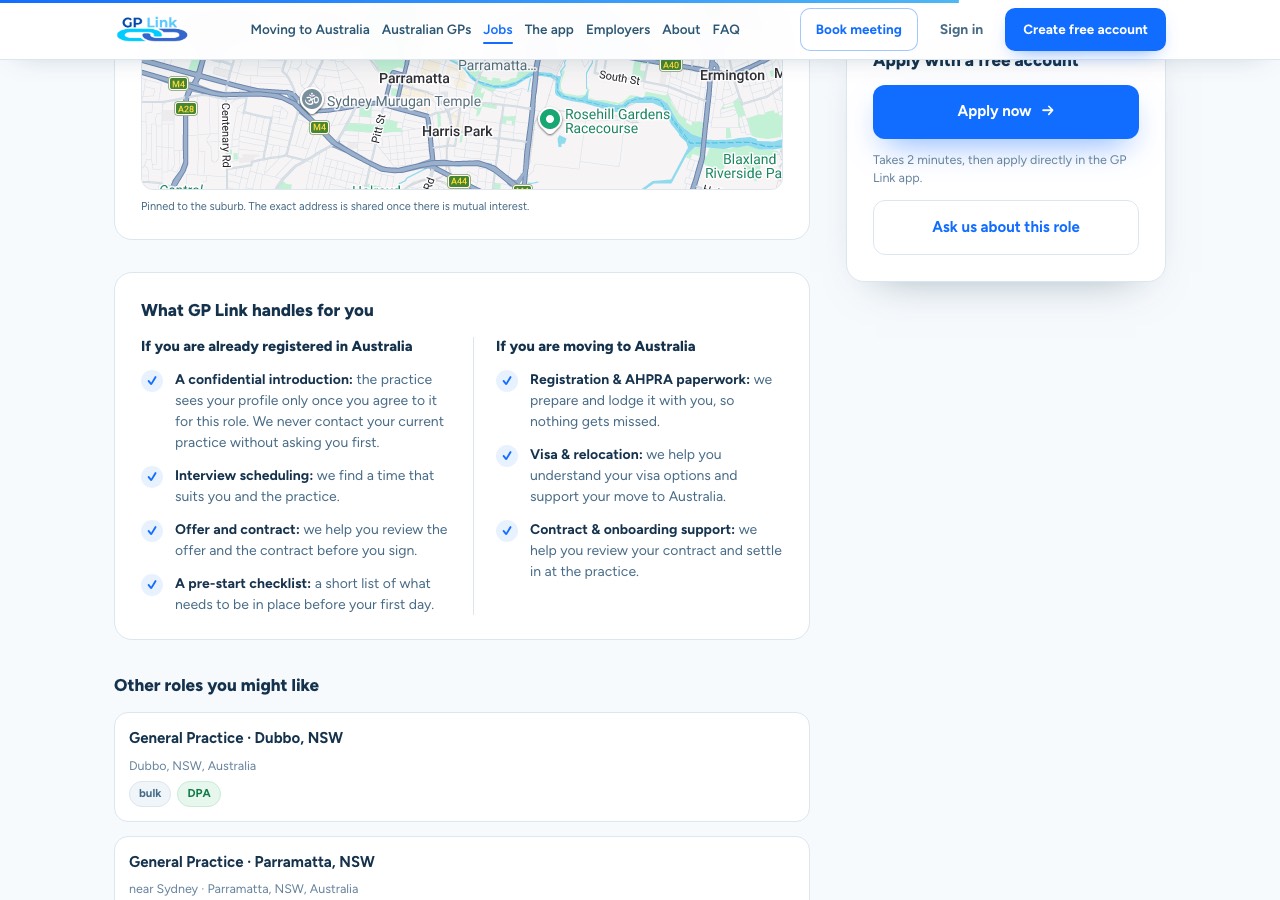 GP Link
Moving to Australia
Australian GPs
Jobs
The app
Employers
About
FAQ
Book meeting
Sign in
Create free account
M4
A28
Centenary Rd
Parramatta
Parramatta...
Sydney Murugan Temple
M4
Pitt St
Harris Park
South St
A40
Ermington
M
Rosehill Gardens
Racecourse
Blaxland
Riverside Pa
A44
Rd
Pinned to the suburb. The exact address is shared once there is mutual interest.
Apply with a free account
Apply now
Takes 2 minutes, then apply directly in the GP
Link app.
Ask us about this role
What GP Link handles for you
If you are already registered in Australia
A confidential introduction: the practice
sees your profile only once you agree to it
for this role. We never contact your current
practice without asking you first.
Interview scheduling: we find a time that
suits you and the practice.
Offer and contract: we help you review the
offer and the contract before you sign.
A pre-start checklist: a short list of what
needs to be in place before your first day.
If you are moving to Australia
Registration & AHPRA paperwork: we
prepare and lodge it with you, so
nothing gets missed.
Visa & relocation: we help you
understand your visa options and
support your move to Australia.
Contract & onboarding support: we
help you review your contract and settle
in at the practice.
Other roles you might like
General Practice · Dubbo, NSW
Dubbo, NSW, Australia
bulk
DPA
General Practice · Parramatta, NSW
near Sydney · Parramatta, NSW, Australia